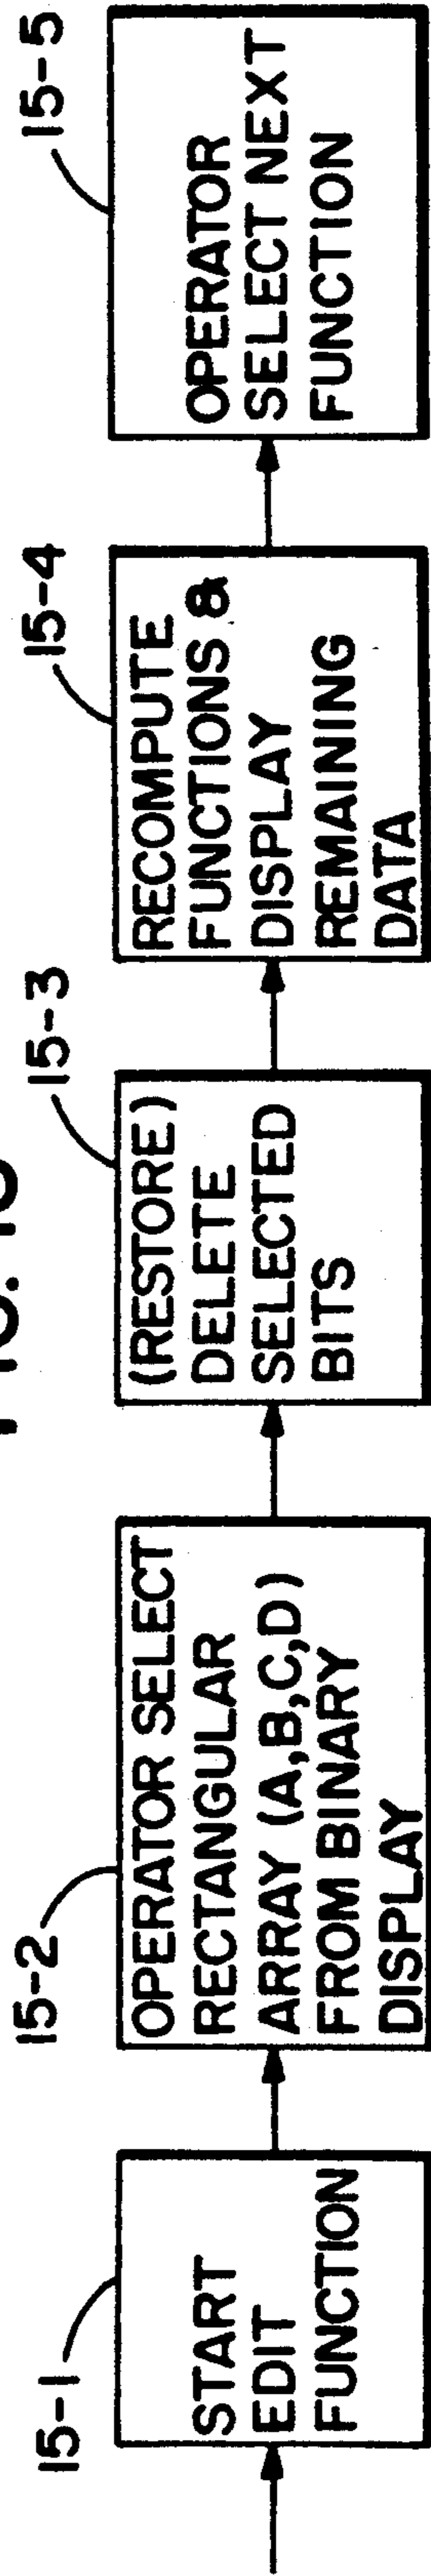 15-1
START
EDIT
FUNCTION
15-2
OPERATOR SELECT
RECTANGULAR
ARRAY (A,B,C,D)
FROM BINARY
DISPLAY
15-3
(RESTORE)
DELETE
SELECTED
BITS
15-4
RECOMPUTE
FUNCTIONS &
DISPLAY
REMAINING
DATA
15-5
OPERATOR
SELECT NEXT
FUNCTION